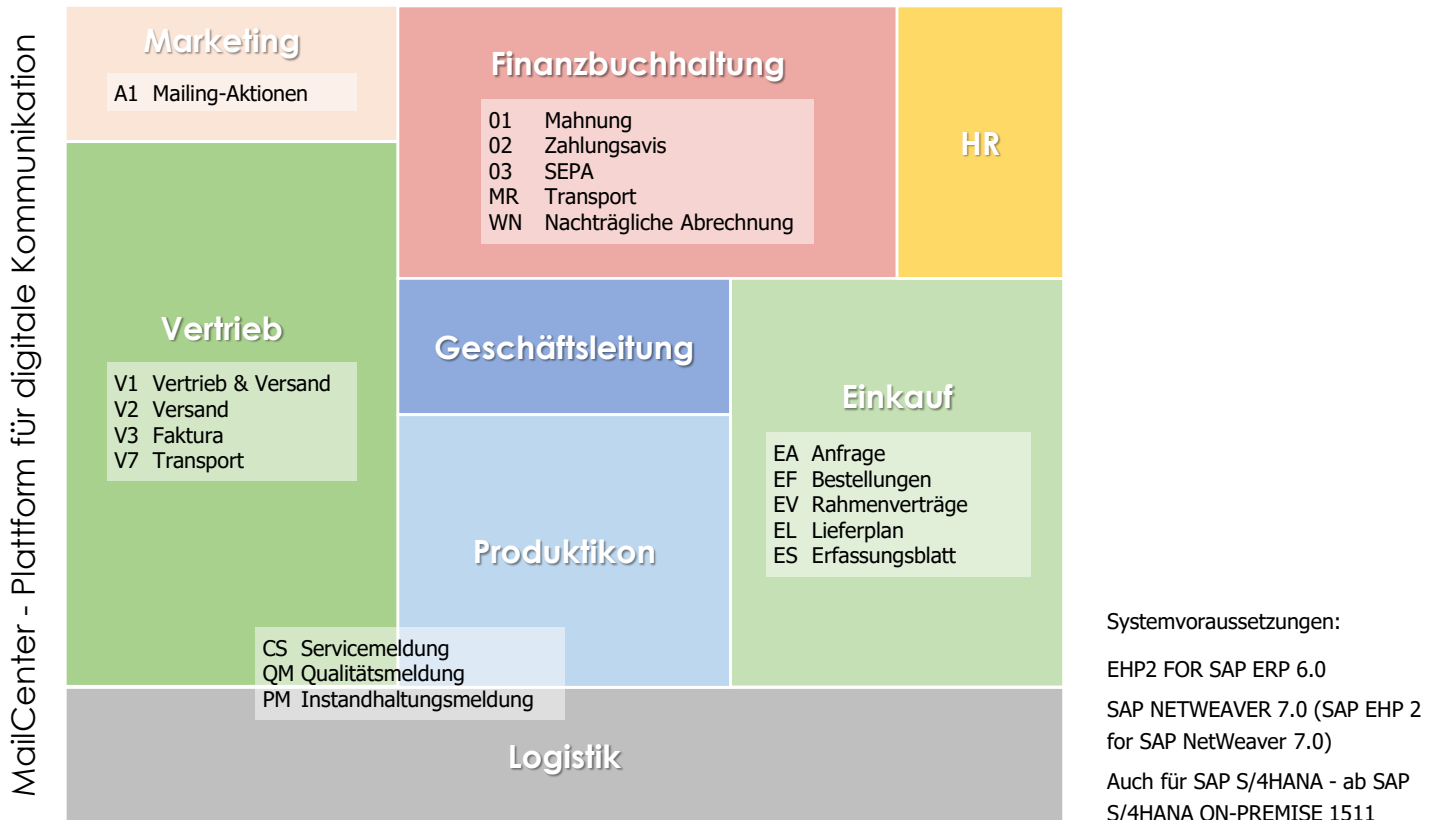 MailCenter - Plattform für digitale Kommunikation
Marketing
A1 Mailing-Aktionen
Finanzbuchhaltung
01 Mahnung
02 Zahlungsavis
03 SEPA
MR Transport
WN Nachträgliche Abrechnung
HR
Vertrieb
V1 Vertrieb & Versand
V2 Versand
V3 Faktura
V7 Transport
Geschäftsleitung
Einkauf
EA Anfrage
EF Bestellungen
EV Rahmenverträge
EL Lieferplan
ES Erfassungsblatt
Produktikon
CS Servicemeldung
QM Qualitätsmeldung
PM Instandhaltungsmeldung
Logistik
Systemvoraussetzungen:
EHP2 FOR SAP ERP 6.0
SAP NETWEAVER 7.0 (SAP EHP 2
for SAP NetWeaver 7.0)
Auch für SAP S/4HANA - ab SAP
S/4HANA ON-PREMISE 1511